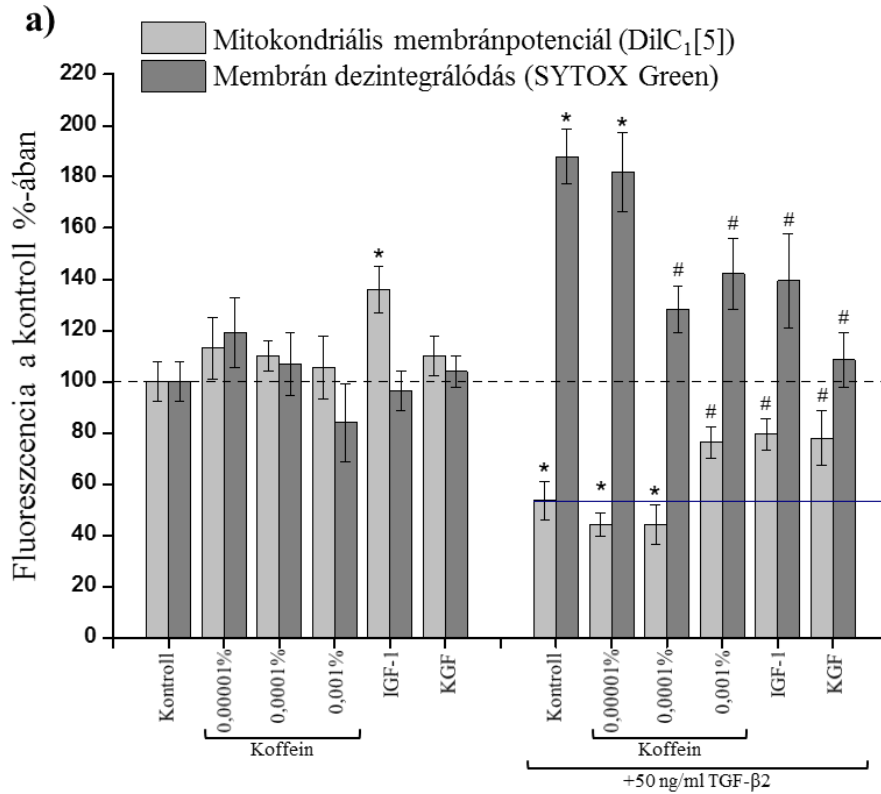 a)
Mitokondriális membránpotenciál (DilC₁[5])
Membrán dezintegrálódás (SYTOX Green)
Fluoreszcencia a kontroll %-ában
220
200
180
160
140
120
100
80
60
40
20
0
*
* * # # # #
* * * # # #
Kontroll
0,00001%
0,0001%
0,001%
IGF-1
KGF
Kontroll
0,00001%
0,0001%
0,001%
IGF-1
KGF
Koffein
Koffein
+50 ng/ml TGF-β2